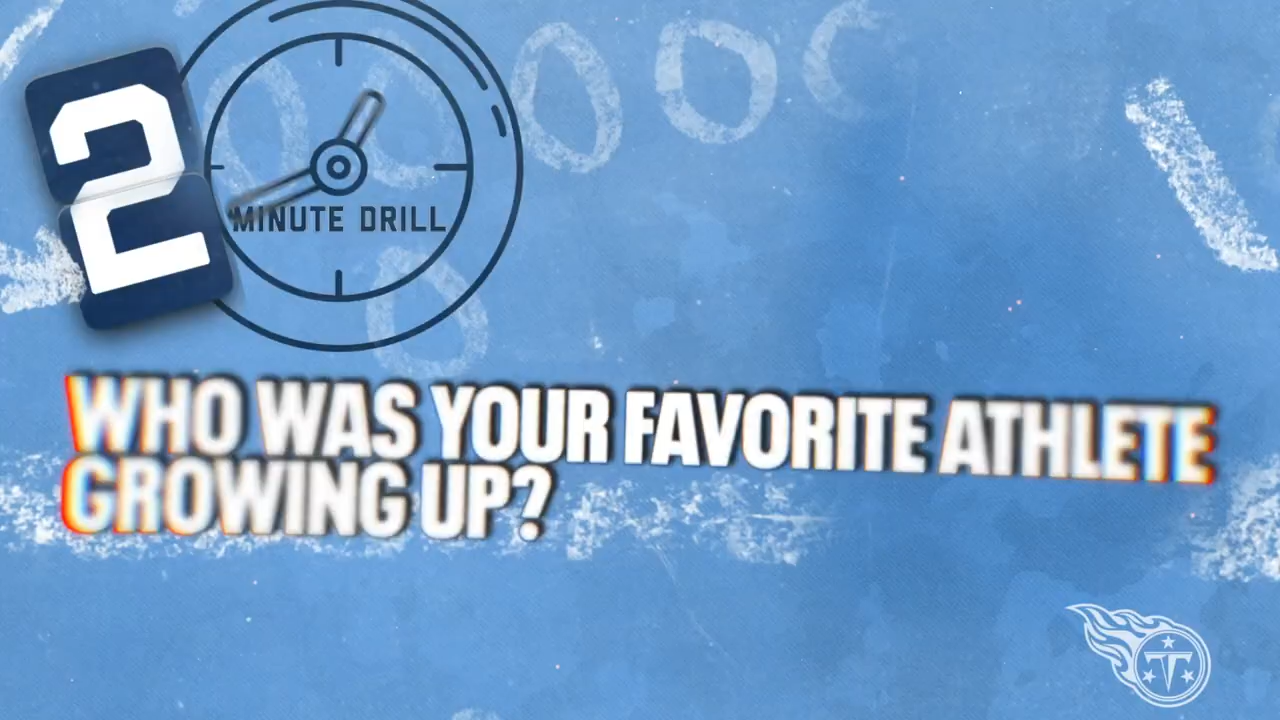 2
MINUTE DRILL
WHO WAS YOUR FAVORITE ATHLETE
GROWING UP?
T